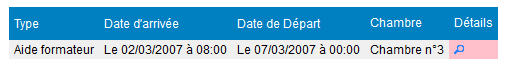 Type Date d'arrivée Date de Départ Chambre Détails
Aide formateur Le 02/03/2007 à 08:00 Le 07/03/2007 à 00:00 Chambre n°3